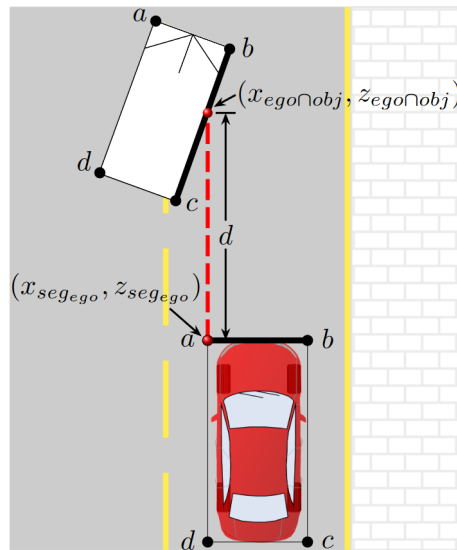 a
b
(x_{ego∩obj}, z_{ego∩obj})
d
c
d
(x_{seg_{ego}}, z_{seg_{ego}})
a
b
d
c